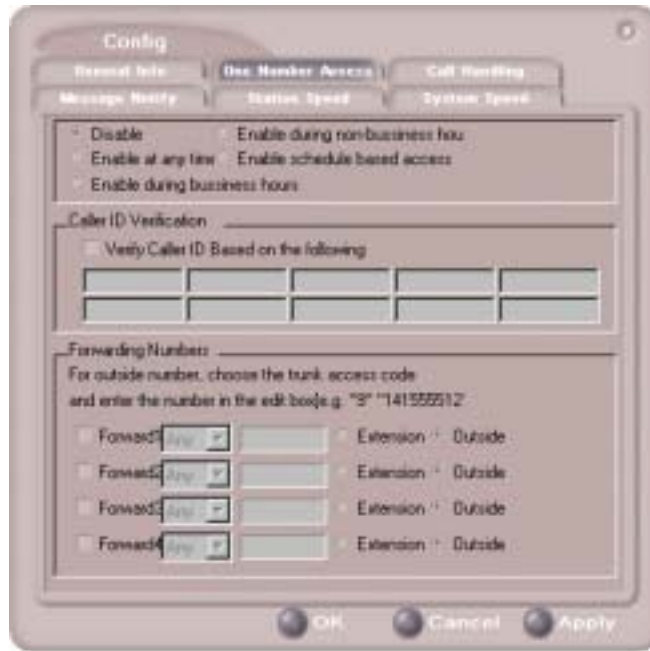 Config
General Info One Number Access Call Handling
Message Notify Station Speed System Speed
Disable Enable during non-bussiness hou
Enable at any time Enable schedule based access
Enable during bussiness hours
Caller ID Verification
Verify Caller ID Based on the following
Forwarding Numbers
For outside number, choose the trunk access code
and enter the number in the edit box(e.g. "9" "141555512
Forward1 Any Extension Outside
Forward2 Any Extension Outside
Forward3 Any Extension Outside
Forward4 Any Extension Outside
OK Cancel Apply